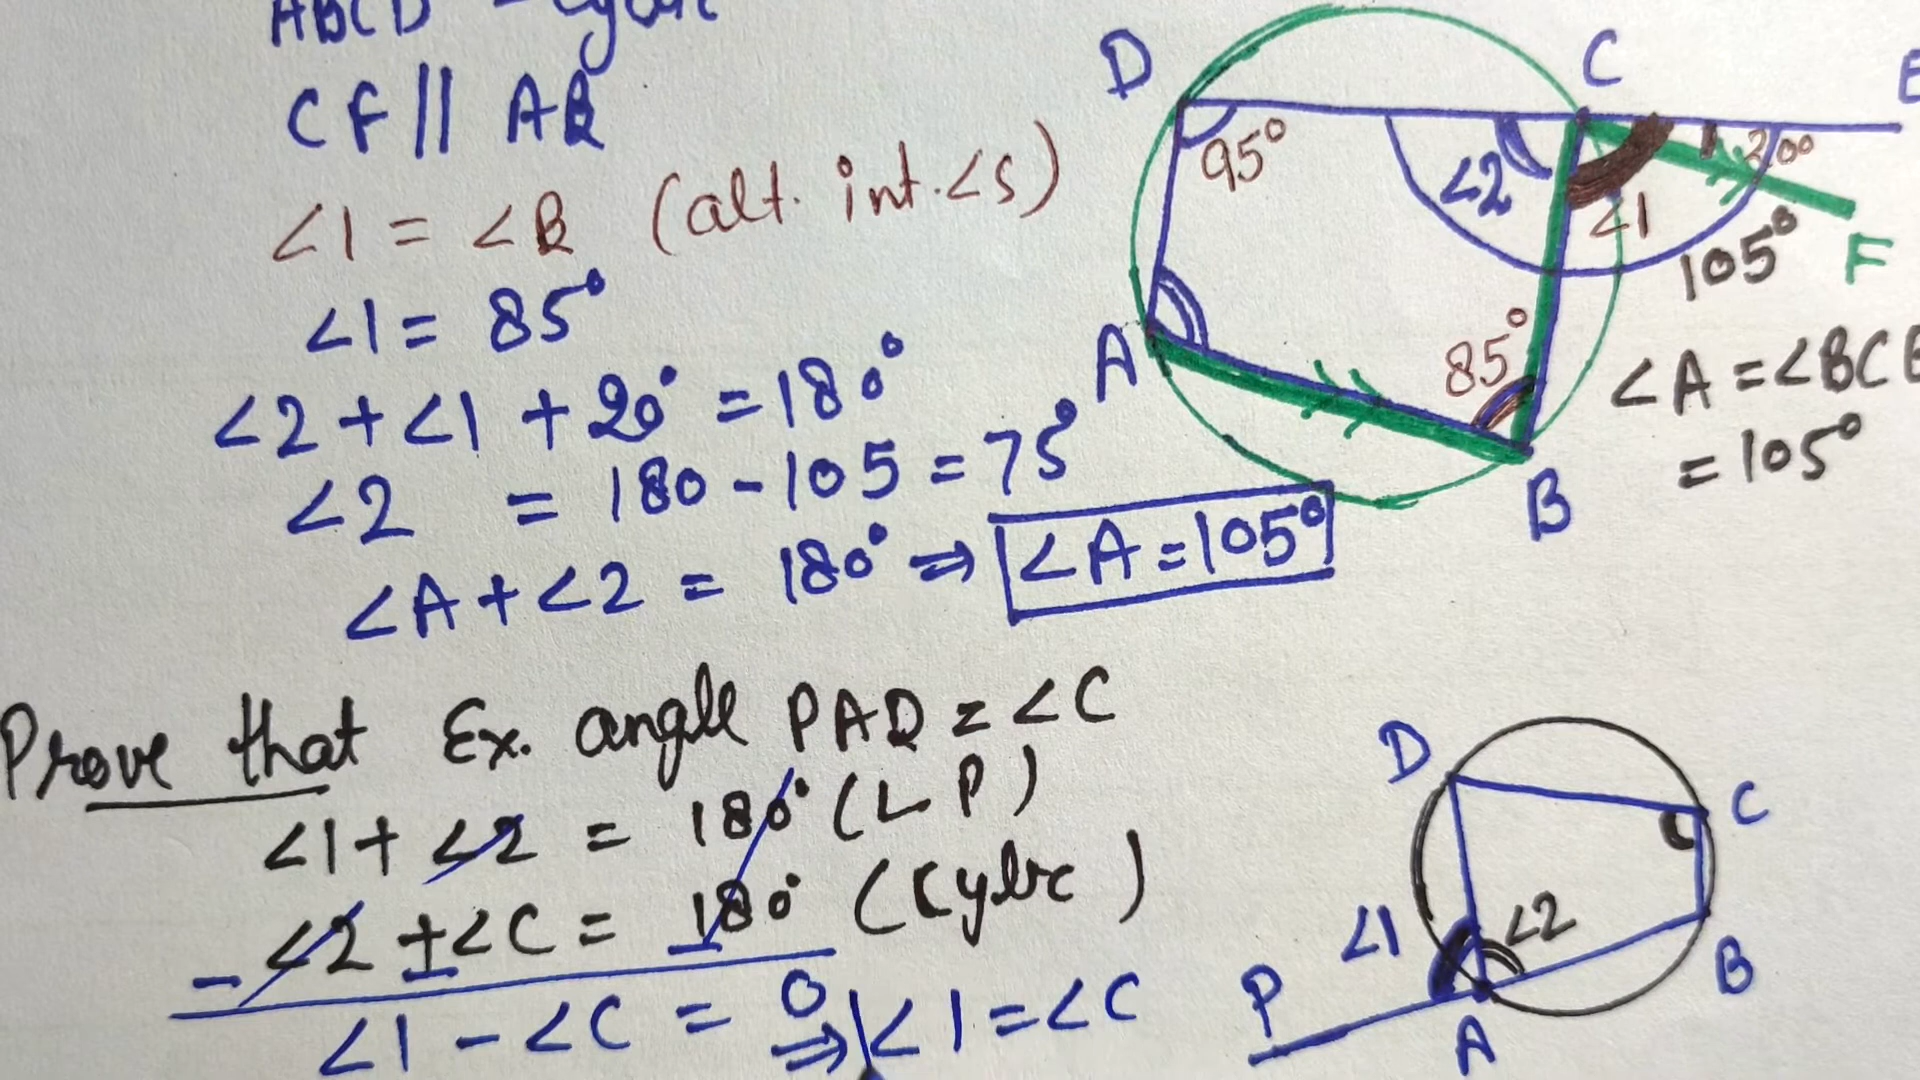 ABCD - cyclic
CF || AB
∠1 = ∠B (alt. int. ∠s)
∠1 = 85°
∠2 + ∠1 + 20° = 180°
∠2 = 180 - 105 = 75°
∠A + ∠2 = 180° ⇒ ∠A = 105°
D
C
E
95°
∠2
20°
∠1
105°
F
A
85°
B
∠A = ∠BCE
= 105°
Prove that Ex. angle PAD = ∠C
∠1 + ∠2 = 180° (LP)
∠2 + ∠C = 180° (Cyclic)
∠1 - ∠C = 0 ⇒ ∠1 = ∠C
D
C
∠1
∠2
B
P
A